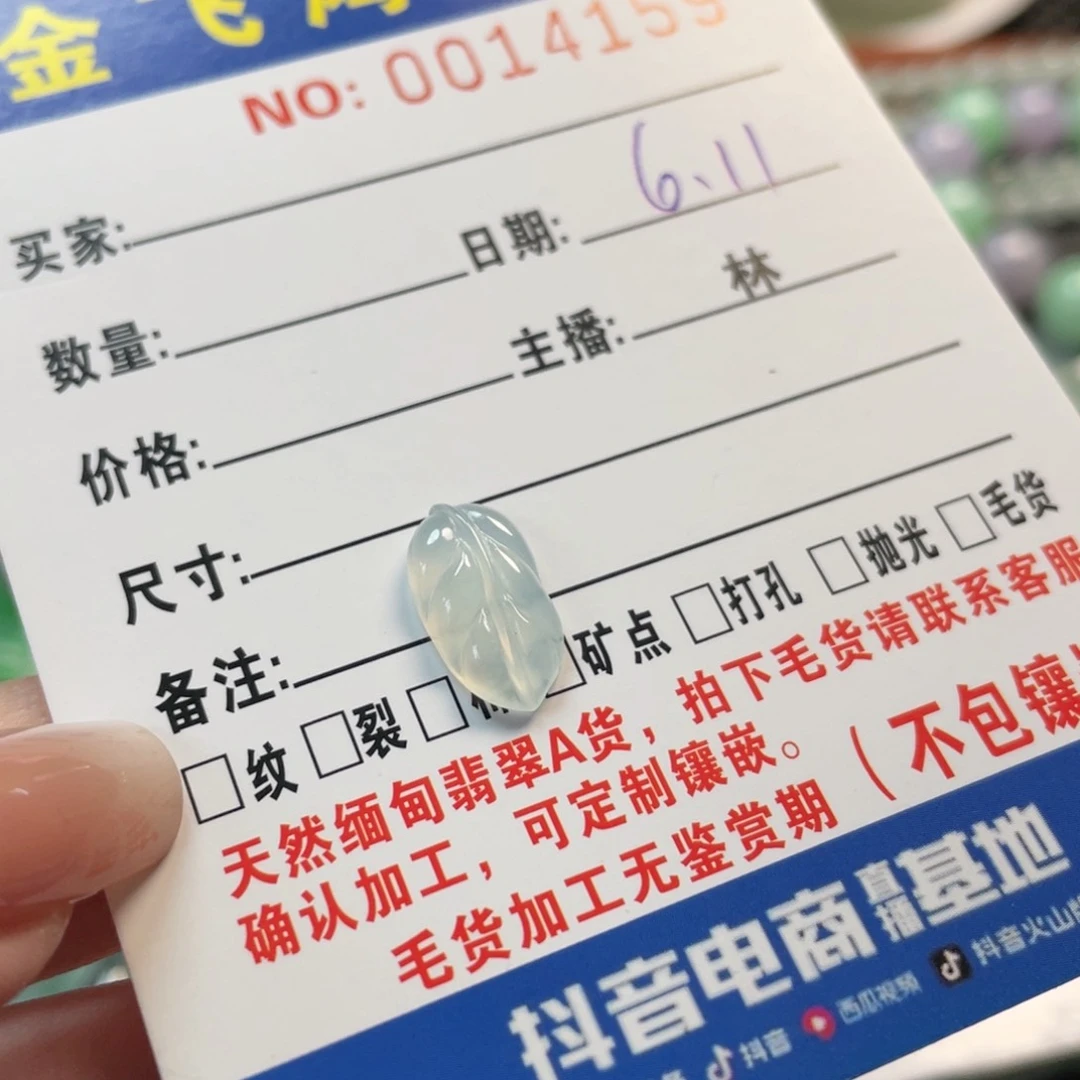 金飞
NO: 0014159
买家:
日期: 6.11
数量:
主播: 林
价格:
尺寸:
备注:
□纹 □裂 □棉 □矿点 □打孔 □抛光 □毛货
天然缅甸翡翠A货，拍下毛货请联系客服
确认加工，可定制镶嵌。
毛货加工无鉴赏期（不包镶
抖音电商直播基地
抖音 西瓜视频 抖音火山